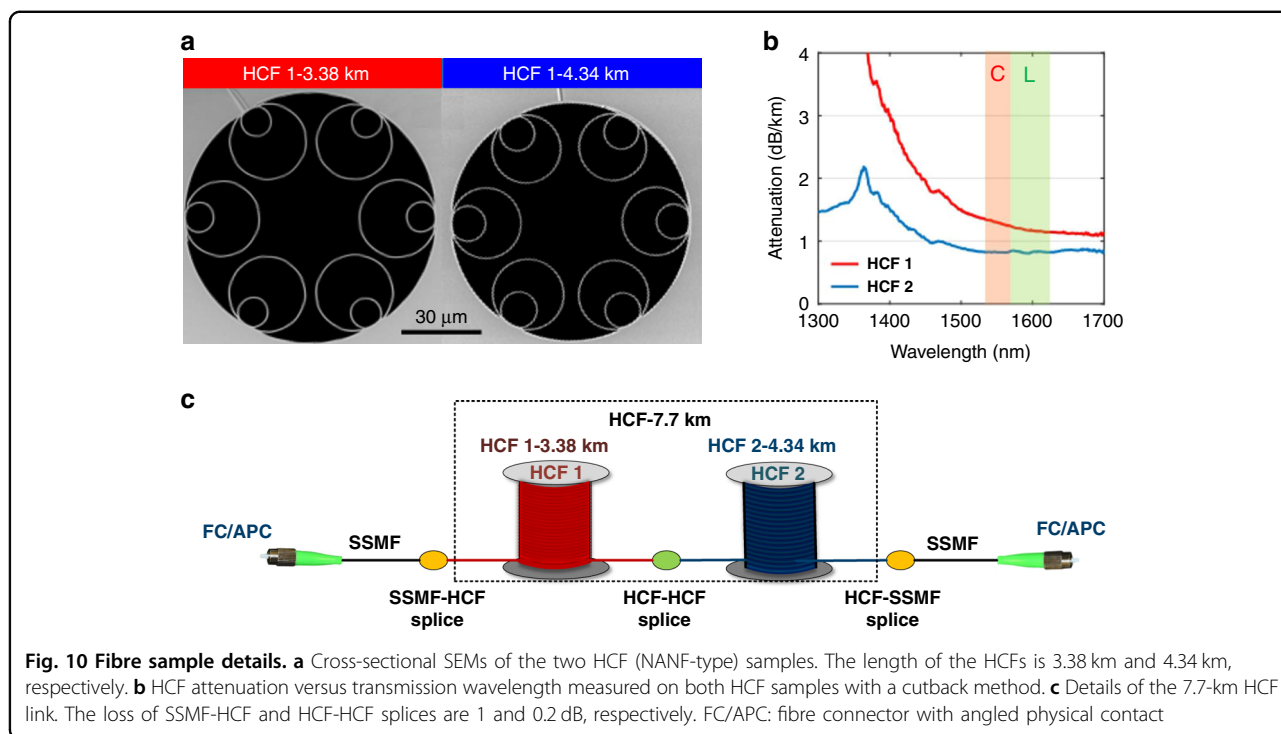 a
HCF 1-3.38 km HCF 1-4.34 km
30 μm
b
Attenuation (dB/km)
4
3
2
1
0
C L
HCF 1
HCF 2
1300 1400 1500 1600 1700
Wavelength (nm)
c
HCF-7.7 km
HCF 1-3.38 km HCF 2-4.34 km
HCF 1 HCF 2
FC/APC SSMF SSMF FC/APC
SSMF-HCF splice
HCF-HCF splice
HCF-SSMF splice
Fig. 10 Fibre sample details. a Cross-sectional SEMs of the two HCF (NANF-type) samples. The length of the HCFs is 3.38 km and 4.34 km,
respectively. b HCF attenuation versus transmission wavelength measured on both HCF samples with a cutback method. c Details of the 7.7-km HCF
link. The loss of SSMF-HCF and HCF-HCF splices are 1 and 0.2 dB, respectively. FC/APC: fibre connector with angled physical contact